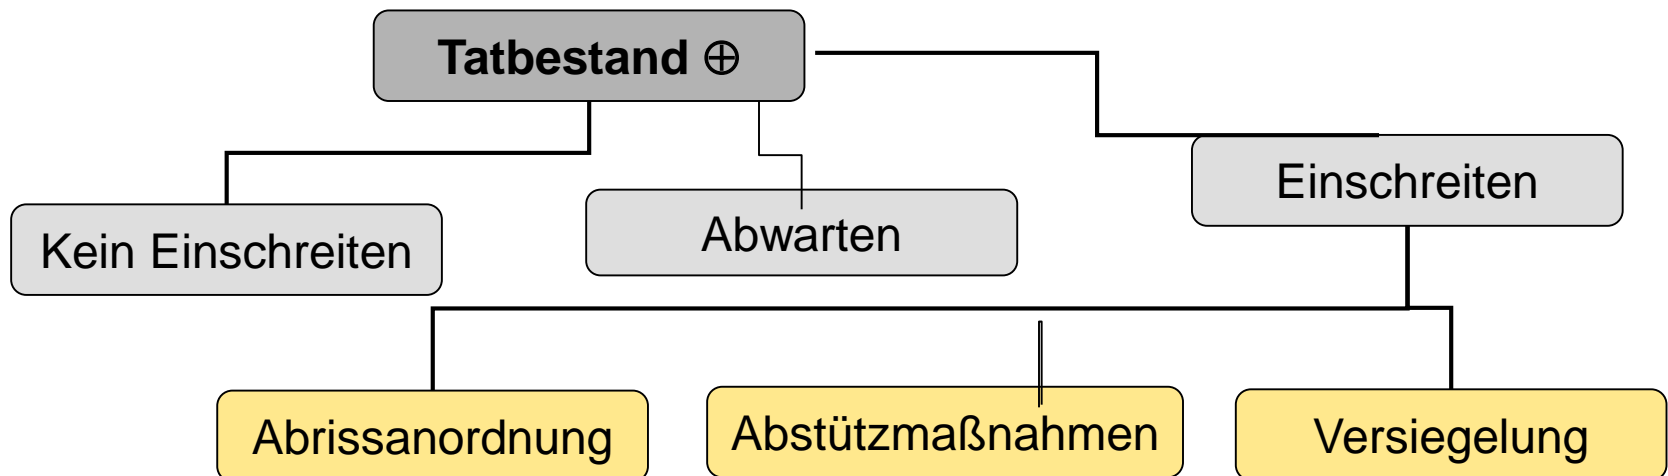 Tatbestand ⊕
Kein Einschreiten
Abwarten
Einschreiten
Abrissanordnung
Abstützmaßnahmen
Versiegelung